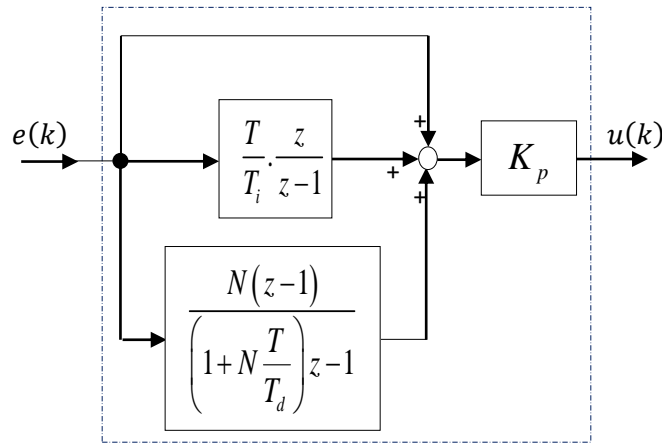 e(k)
+
T/T_i · z/(z−1)
+
+
K_p
u(k)
N(z−1)/((1+N T/T_d)z−1)